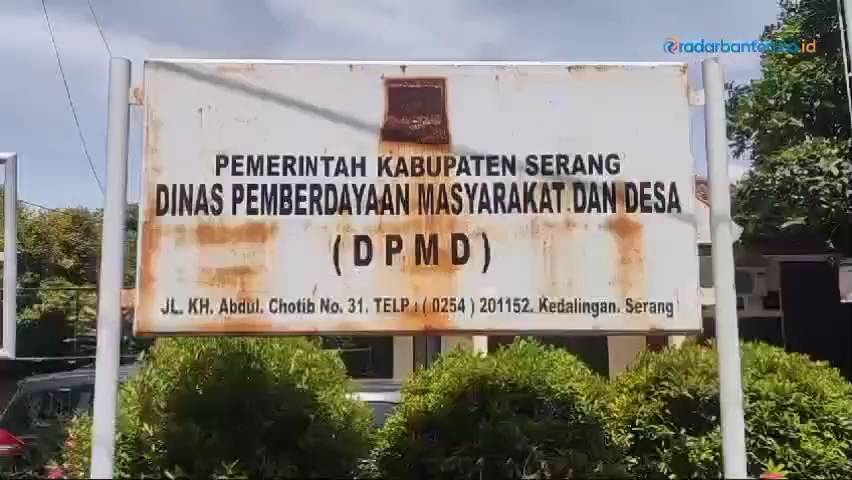 radarbanten.co.id
PEMERINTAH KABUPATEN SERANG
DINAS PEMBERDAYAAN MASYARAKAT DAN DESA
( D P M D )
JL. KH. Abdul. Chotib No. 31. TELP : ( 0254 ) 201152. Kedalingan. Serang